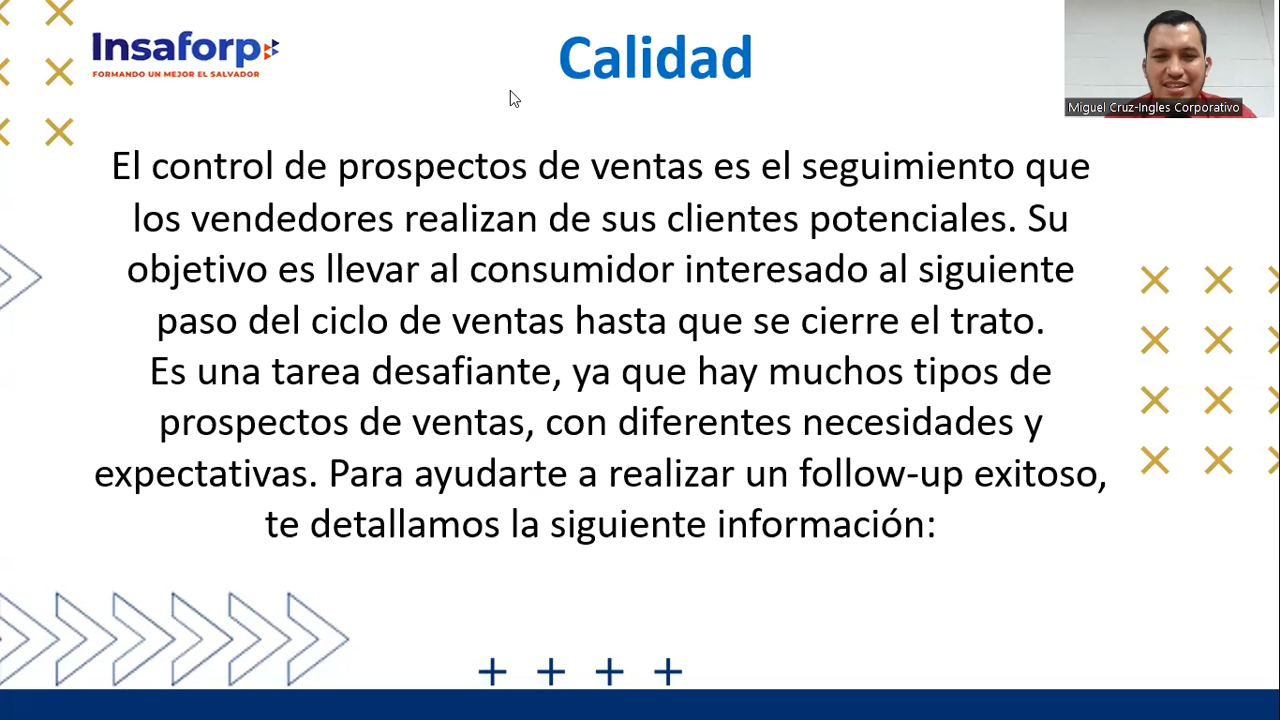 Insaforp
FORMANDO UN MEJOR EL SALVADOR
Calidad
Miguel Cruz-Ingles Corporativo
El control de prospectos de ventas es el seguimiento que
los vendedores realizan de sus clientes potenciales. Su
objetivo es llevar al consumidor interesado al siguiente
paso del ciclo de ventas hasta que se cierre el trato.
Es una tarea desafiante, ya que hay muchos tipos de
prospectos de ventas, con diferentes necesidades y
expectativas. Para ayudarte a realizar un follow-up exitoso,
te detallamos la siguiente información: